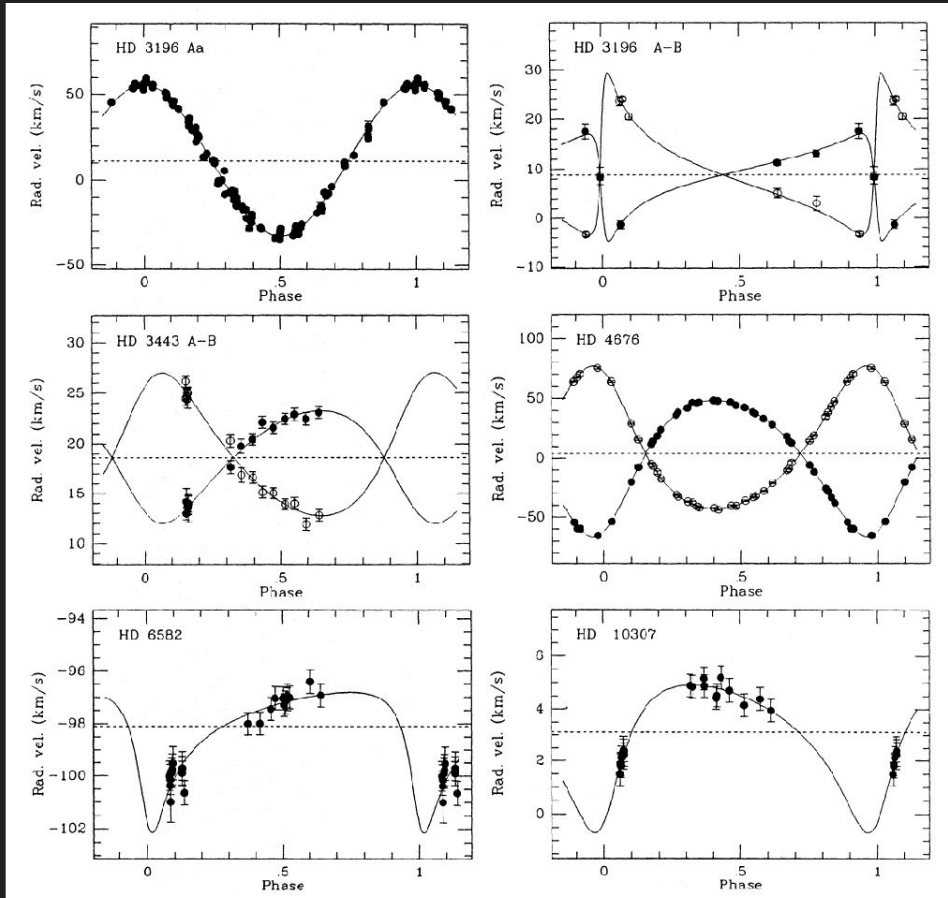 HD 3196 Aa
Rad. vel. (km/s)
50
0
-50
0
.5
1
Phase
HD 3196 A-B
Rad. vel. (km/s)
30
20
10
0
-10
0
.5
1
Phase
HD 3443 A-B
Rad. vel. (km/s)
30
25
20
15
10
0
.5
1
Phase
HD 4676
Rad. vel. (km/s)
100
50
0
-50
0
.5
1
Phase
HD 6582
Rad. vel. (km/s)
-94
-96
-98
-100
-102
0
.5
1
Phase
HD 10307
Rad. vel. (km/s)
6
4
2
0
0
.5
1
Phase